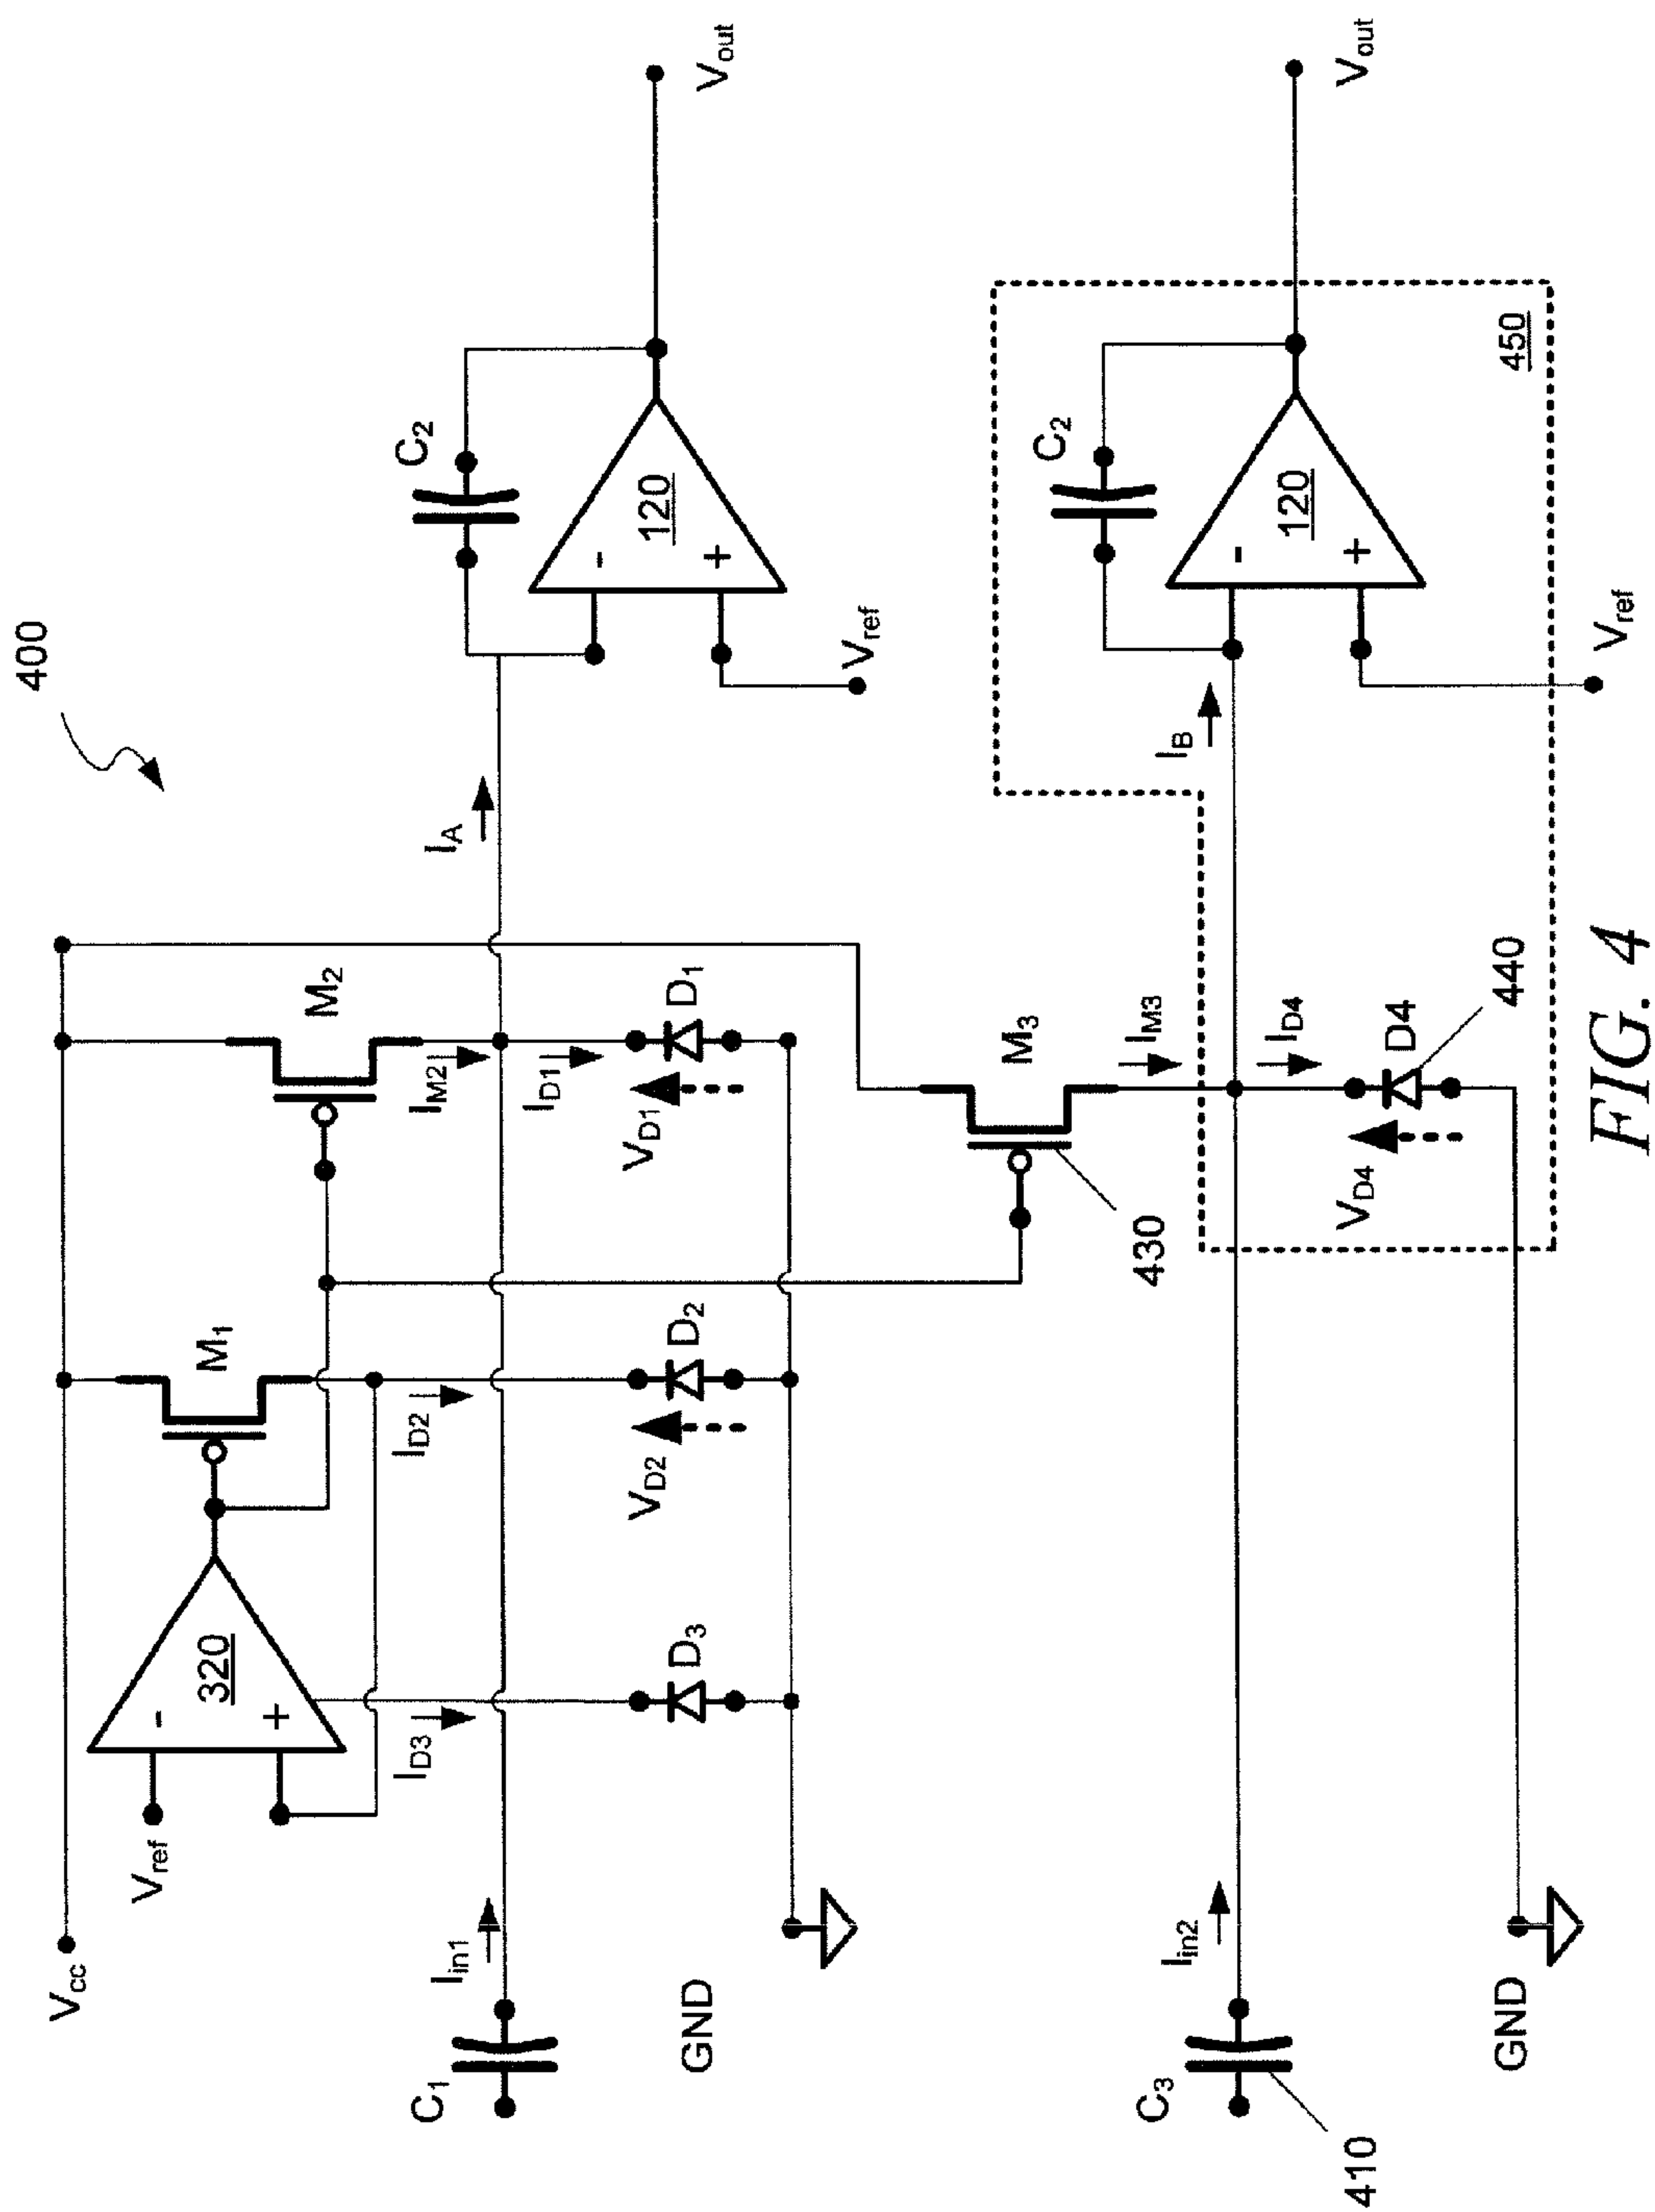 400
Vcc
Vref
320
-
+
M1
M2
ID3
ID2
IM2
ID1
IA
C1
Iin1
C2
120
-
+
Vref
Vout
D3
VD2
D2
VD1
D1
GND
M3
430
IM3
ID4
C3
410
Iin2
IB
C2
120
-
+
Vref
Vout
450
VD4
D4
440
GND
FIG. 4